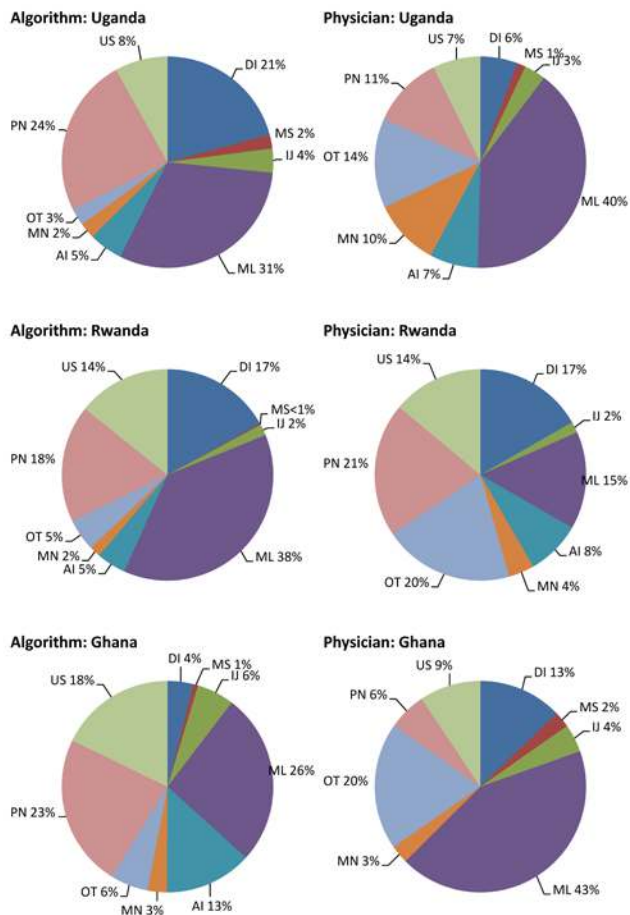 Algorithm: Uganda
US 8%
DI 21%
MS 2%
IJ 4%
ML 31%
AI 5%
MN 2%
OT 3%
PN 24%
Physician: Uganda
US 7%
DI 6%
MS 1%
IJ 3%
ML 40%
AI 7%
MN 10%
OT 14%
PN 11%
Algorithm: Rwanda
US 14%
DI 17%
MS<1%
IJ 2%
ML 38%
AI 5%
MN 2%
OT 5%
PN 18%
Physician: Rwanda
US 14%
DI 17%
IJ 2%
ML 15%
AI 8%
MN 4%
OT 20%
PN 21%
Algorithm: Ghana
US 18%
DI 4%
MS 1%
IJ 6%
ML 26%
AI 13%
MN 3%
OT 6%
PN 23%
Physician: Ghana
US 9%
DI 13%
MS 2%
IJ 4%
ML 43%
MN 3%
OT 20%
PN 6%